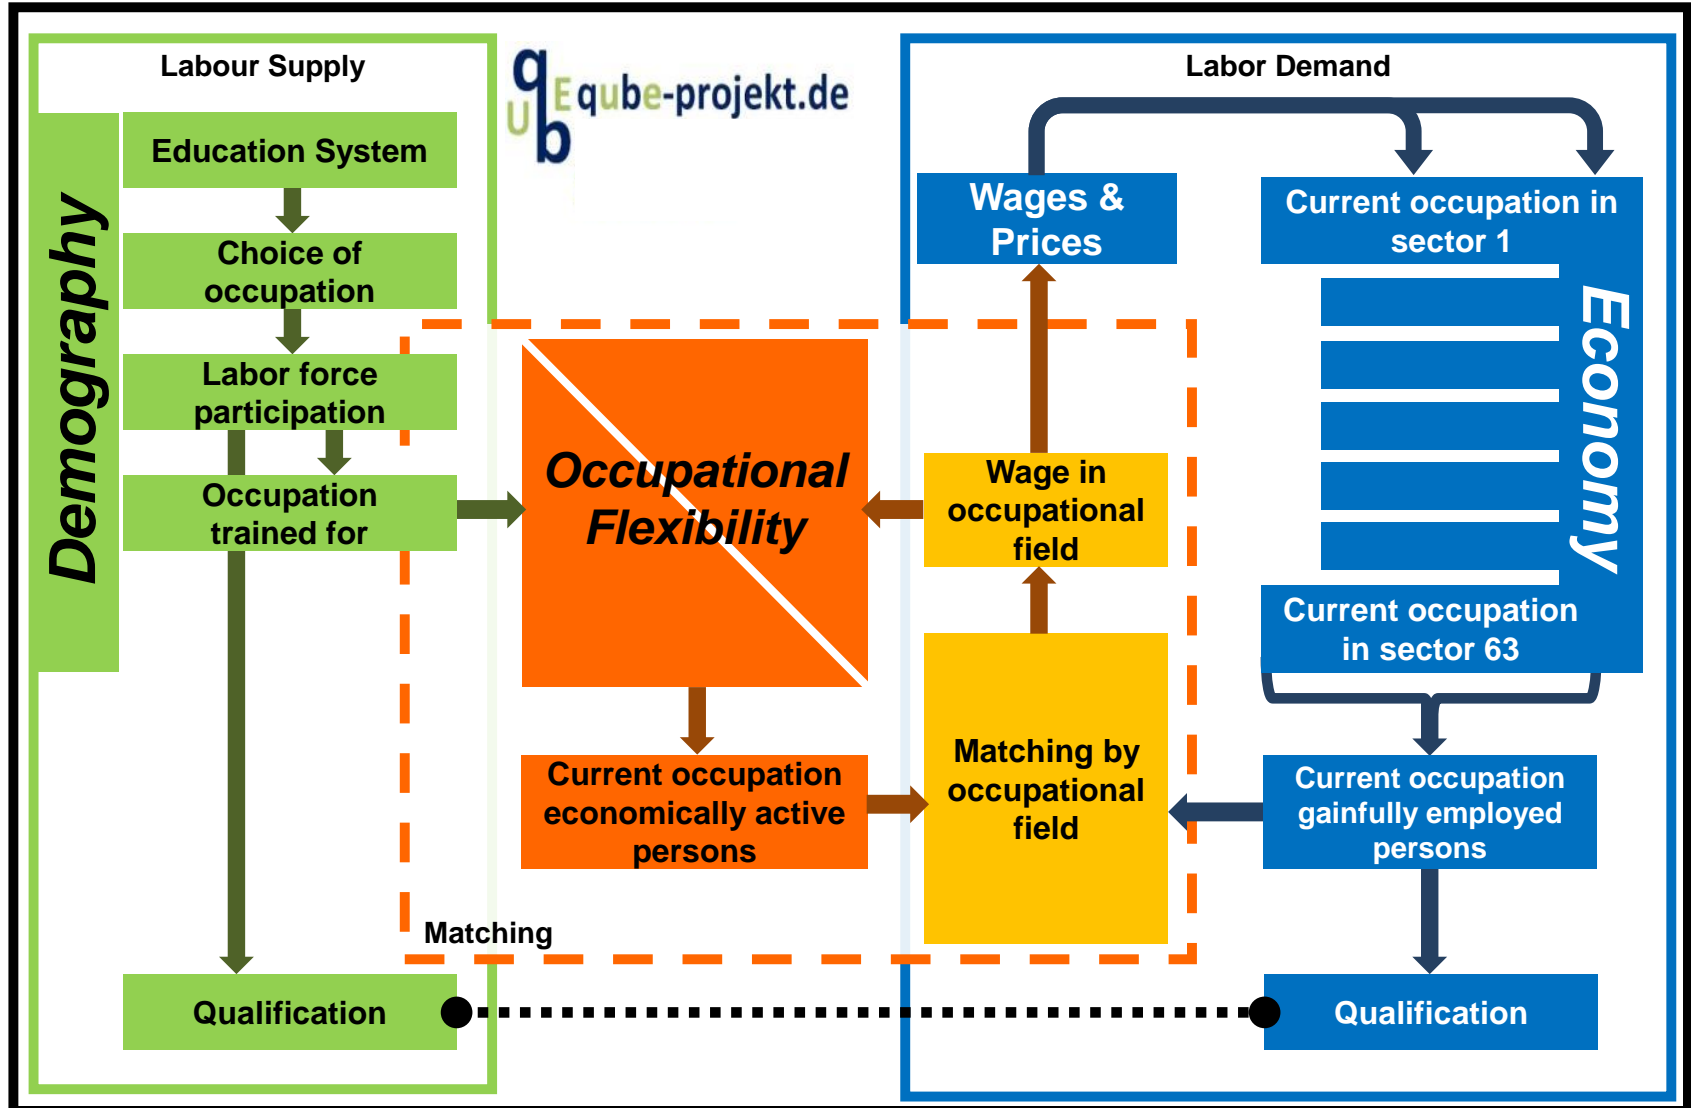 Labour Supply
qUEb
qube-projekt.de
Labor Demand
Demography
Education System
Choice of
occupation
Labor force
participation
Occupation
trained for
Qualification
Occupational
Flexibility
Current occupation
economically active
persons
Matching
Wages &
Prices
Wage in
occupational
field
Matching by
occupational
field
Current occupation in
sector 1
Economy
Current occupation
in sector 63
Current occupation
gainfully employed
persons
Qualification